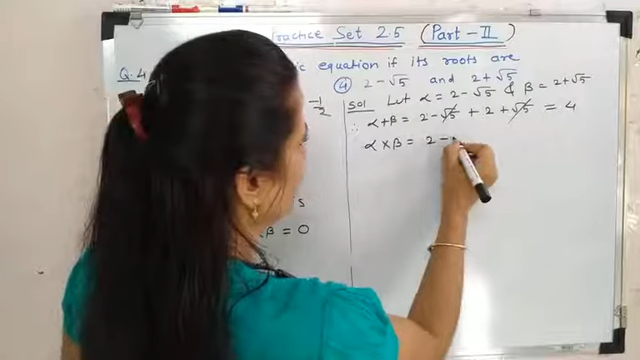 Practice Set 2.5 (Part-II)
Q.4 equation if its roots are
④ 2-√5 and 2+√5
-1/2
Sol Let α = 2-√5 & β = 2+√5
∴ α+β = 2-√5 + 2 + √5 = 4
α×β = 2-
β = 0